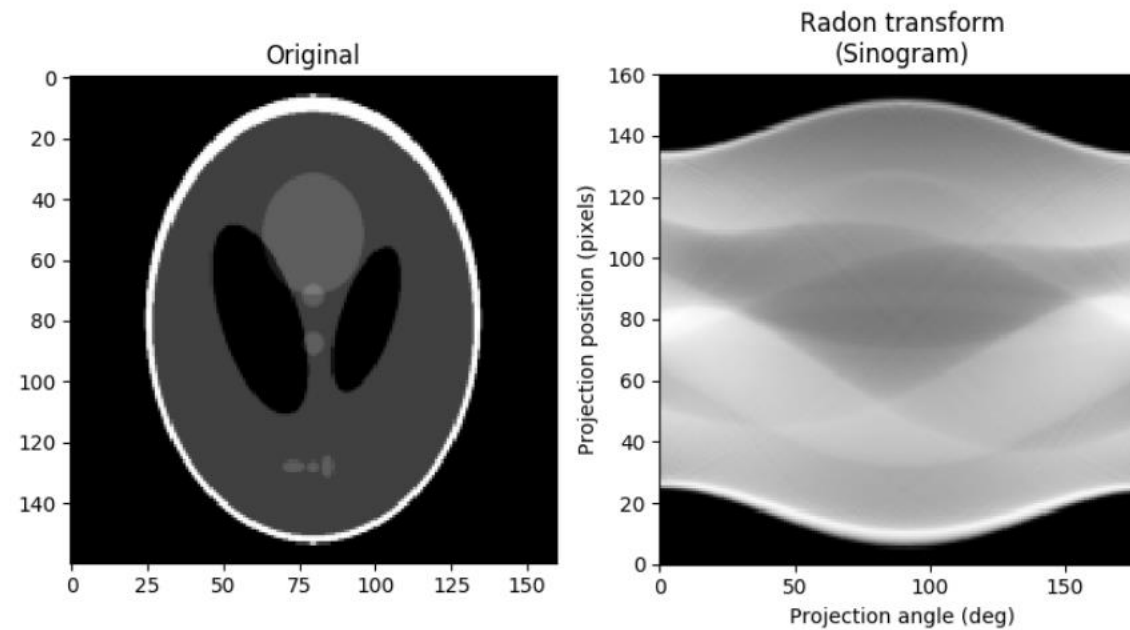 Original
0
20
40
60
80
100
120
140
0 25 50 75 100 125 150
Radon transform
(Sinogram)
Projection position (pixels)
160
140
120
100
80
60
40
20
0
0 50 100 150
Projection angle (deg)